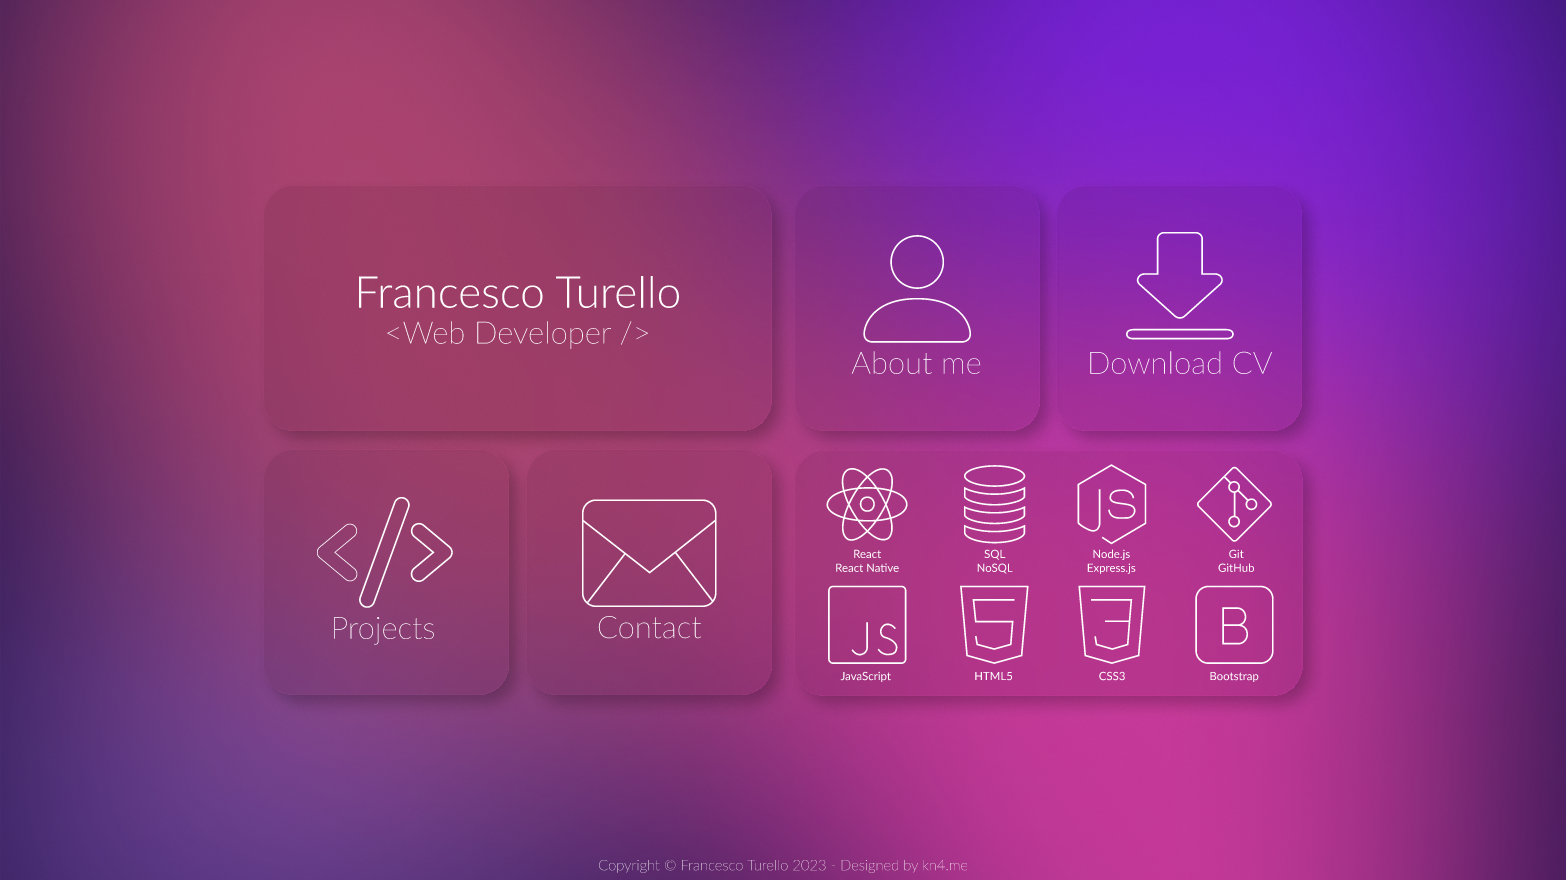 Francesco Turello
<Web Developer />
About me
Download CV
Projects
Contact
JS
React
React Native
SQL
NoSQL
Node.js
Express.js
Git
GitHub
JS
5
3
B
JavaScript
HTML5
CSS3
Bootstrap
Copyright © Francesco Turello 2023 - Designed by kn4.me